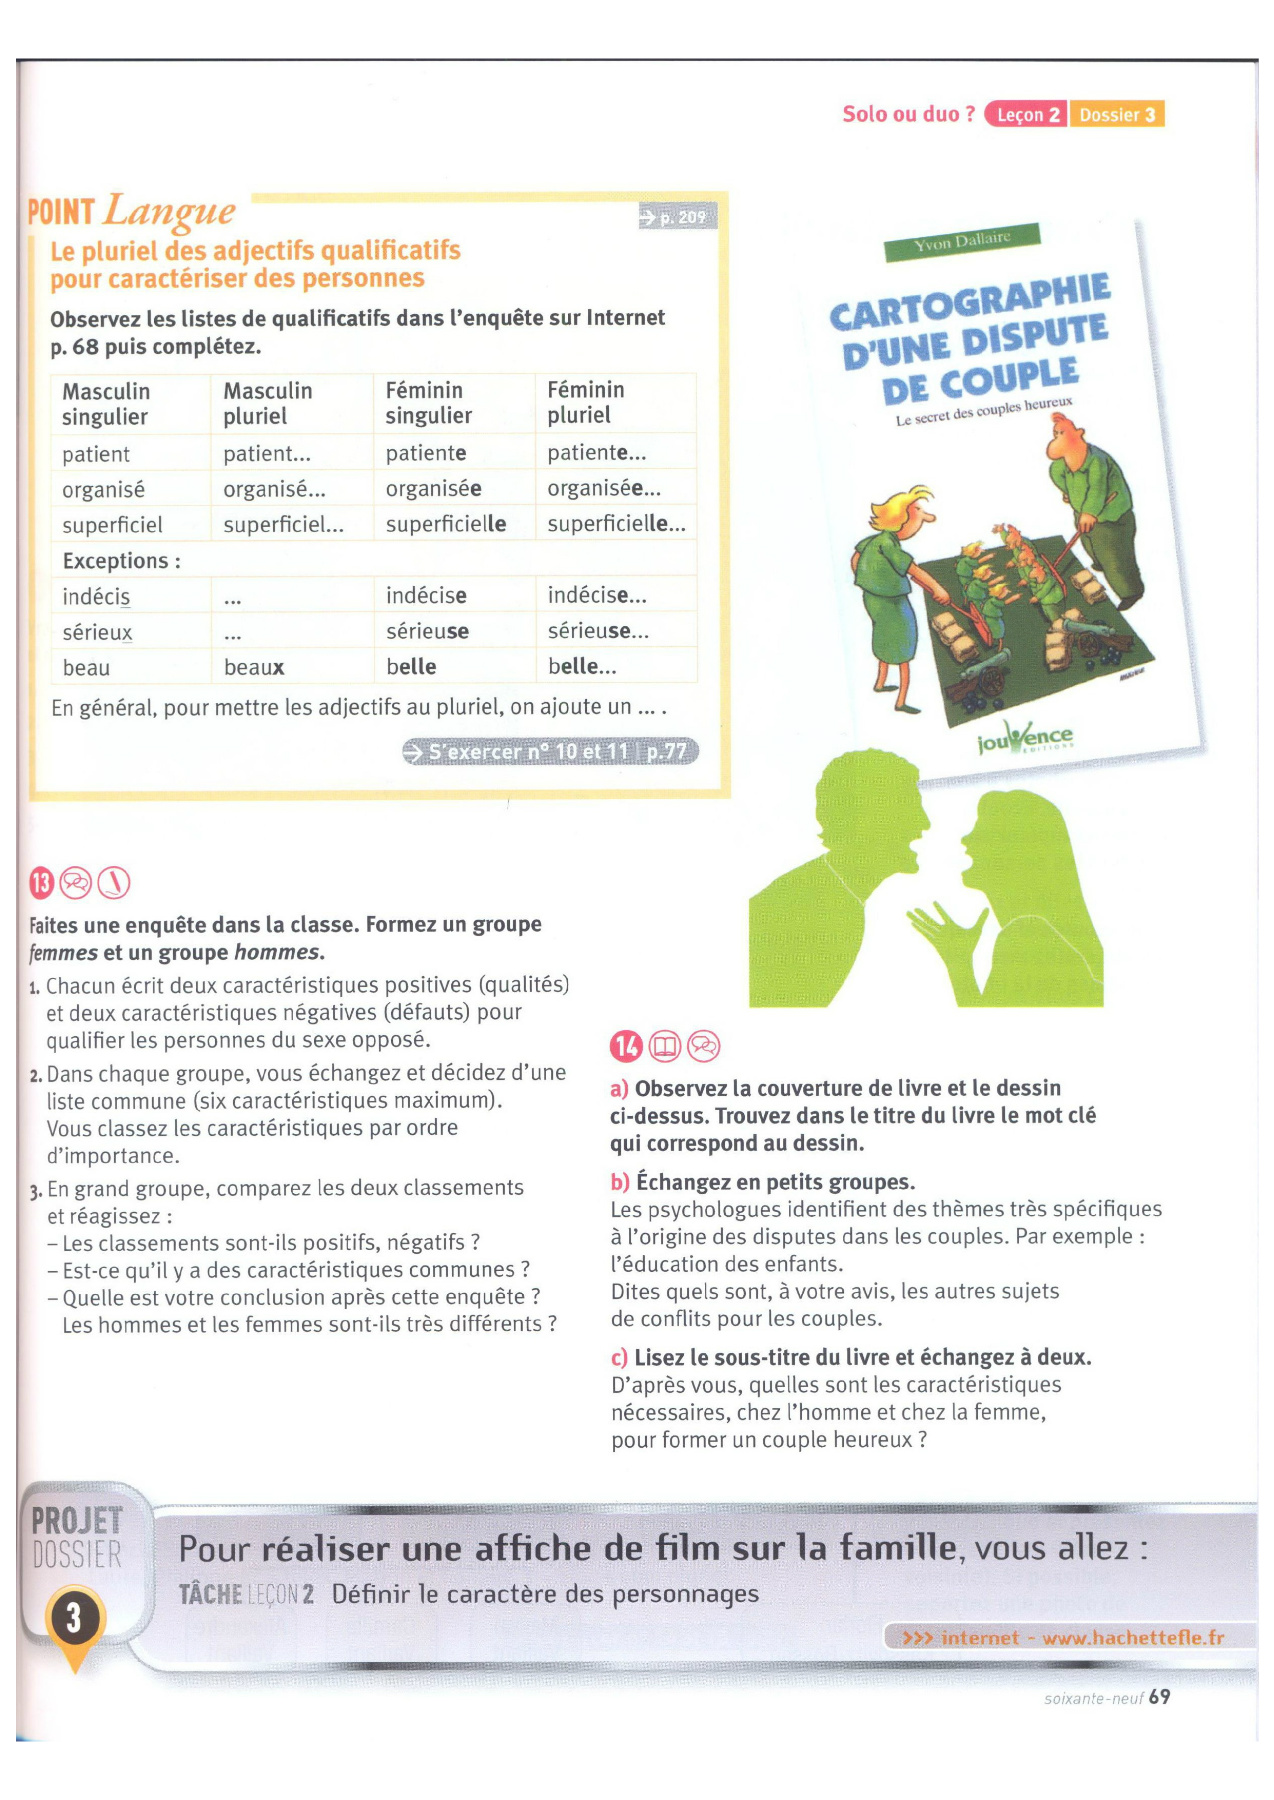 Solo ou duo ? Leçon 2 Dossier 3
POINT Langue
→ p. 209
Le pluriel des adjectifs qualificatifs
pour caractériser des personnes
Observez les listes de qualificatifs dans l'enquête sur Internet
p. 68 puis complétez.
Masculin singulier | Masculin pluriel | Féminin singulier | Féminin pluriel
patient | patient... | patiente | patiente...
organisé | organisé... | organisée | organisée...
superficiel | superficiel... | superficielle | superficielle...
Exceptions :
indécis | ... | indécise | indécise...
sérieux | ... | sérieuse | sérieuse...
beau | beaux | belle | belle...
En général, pour mettre les adjectifs au pluriel, on ajoute un ... .
→ S'exercer n° 10 et 11 | p.77
Yvon Dallaire
CARTOGRAPHIE
D'UNE DISPUTE
DE COUPLE
Le secret des couples heureux
jouvence
EDITIONS
13
Faites une enquête dans la classe. Formez un groupe
femmes et un groupe hommes.
1. Chacun écrit deux caractéristiques positives (qualités)
et deux caractéristiques négatives (défauts) pour
qualifier les personnes du sexe opposé.
2. Dans chaque groupe, vous échangez et décidez d'une
liste commune (six caractéristiques maximum).
Vous classez les caractéristiques par ordre
d'importance.
3. En grand groupe, comparez les deux classements
et réagissez :
– Les classements sont-ils positifs, négatifs ?
– Est-ce qu'il y a des caractéristiques communes ?
– Quelle est votre conclusion après cette enquête ?
Les hommes et les femmes sont-ils très différents ?
14
a) Observez la couverture de livre et le dessin
ci-dessus. Trouvez dans le titre du livre le mot clé
qui correspond au dessin.
b) Échangez en petits groupes.
Les psychologues identifient des thèmes très spécifiques
à l'origine des disputes dans les couples. Par exemple :
l'éducation des enfants.
Dites quels sont, à votre avis, les autres sujets
de conflits pour les couples.
c) Lisez le sous-titre du livre et échangez à deux.
D'après vous, quelles sont les caractéristiques
nécessaires, chez l'homme et chez la femme,
pour former un couple heureux ?
PROJET
DOSSIER
3
Pour réaliser une affiche de film sur la famille, vous allez :
TÂCHE LEÇON 2 Définir le caractère des personnages
>>> internet - www.hachettefle.fr
soixante-neuf 69